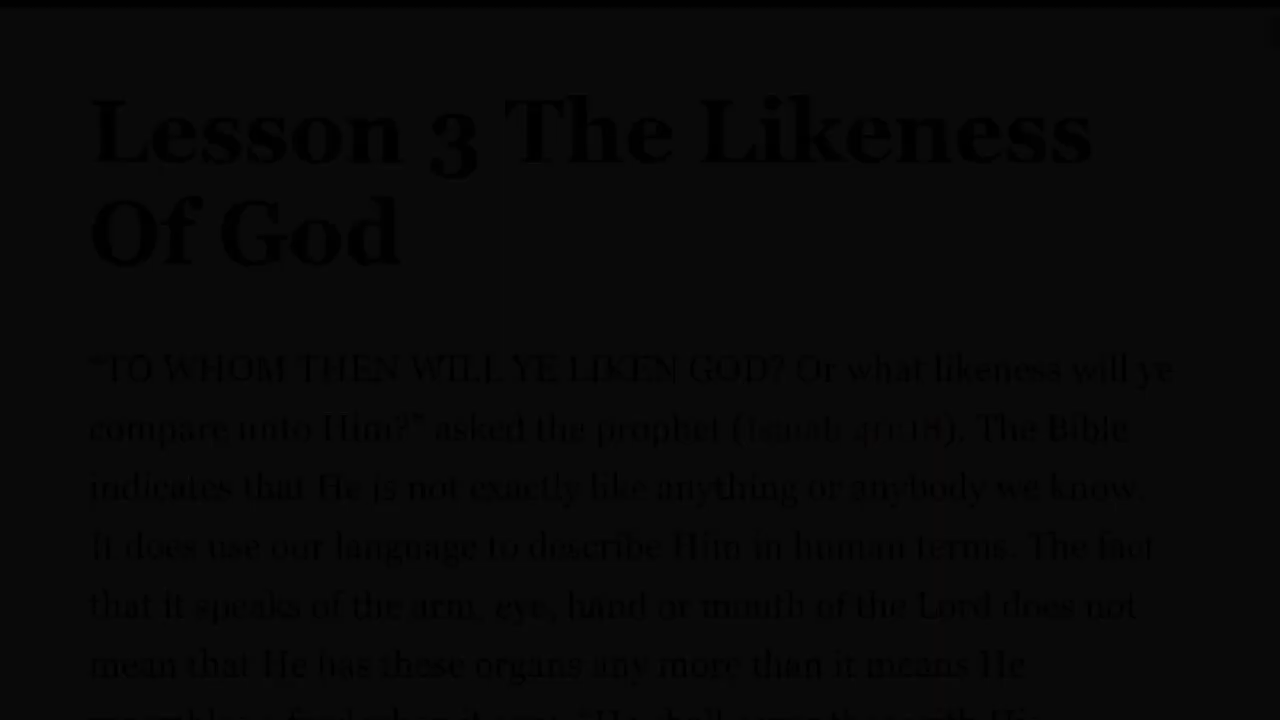 Lesson 3 The Likeness
Of God
“TO WHOM THEN WILL YE LIKEN GOD? Or what likeness will ye
compare unto Him?” asked the prophet (Isaiah 40:18). The Bible
indicates that He is not exactly like anything or anybody we know.
It does use our language to describe Him in human terms. The fact
that it speaks of the arm, eye, hand or mouth of the Lord does not
mean that He has these organs any more than it means He